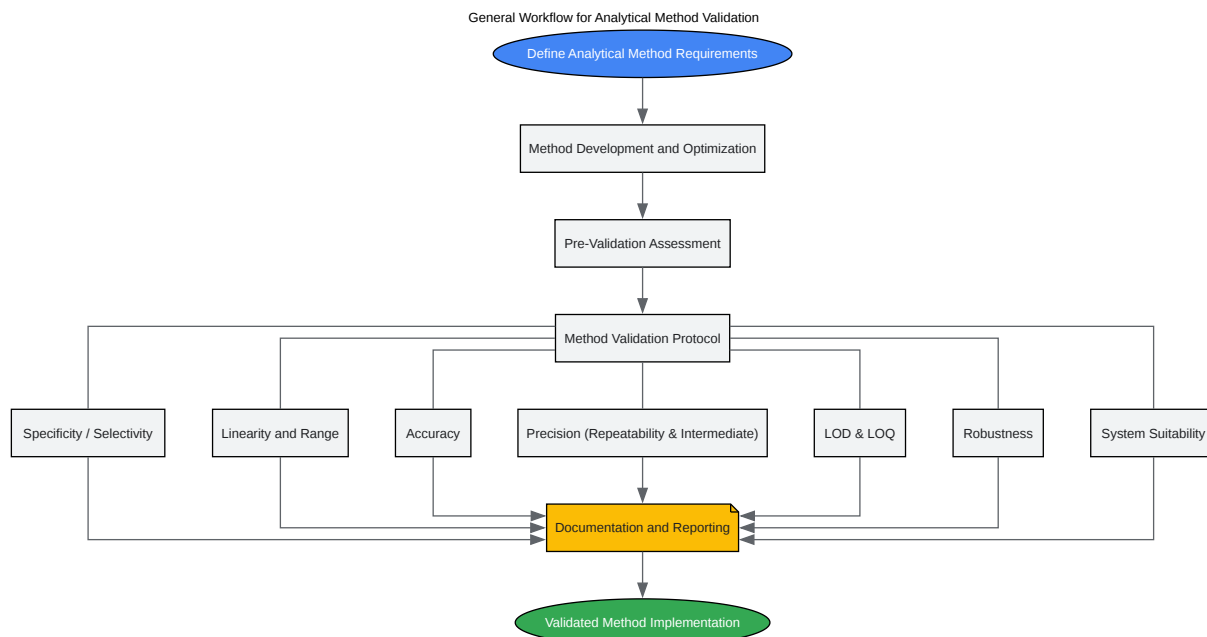 General Workflow for Analytical Method Validation
Define Analytical Method Requirements
Method Development and Optimization
Pre-Validation Assessment
Method Validation Protocol
Specificity / Selectivity
Linearity and Range
Accuracy
Precision (Repeatability & Intermediate)
LOD & LOQ
Robustness
System Suitability
Documentation and Reporting
Validated Method Implementation